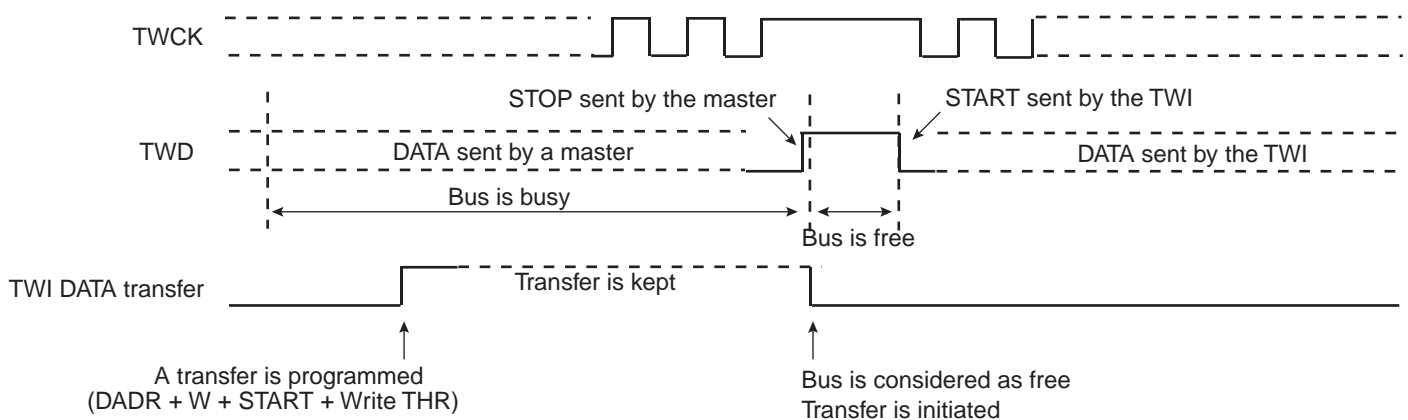 TWCK
STOP sent by the master
START sent by the TWI
TWD
DATA sent by a master
DATA sent by the TWI
Bus is busy
Bus is free
TWI DATA transfer
Transfer is kept
A transfer is programmed
(DADR + W + START + Write THR)
Bus is considered as free
Transfer is initiated